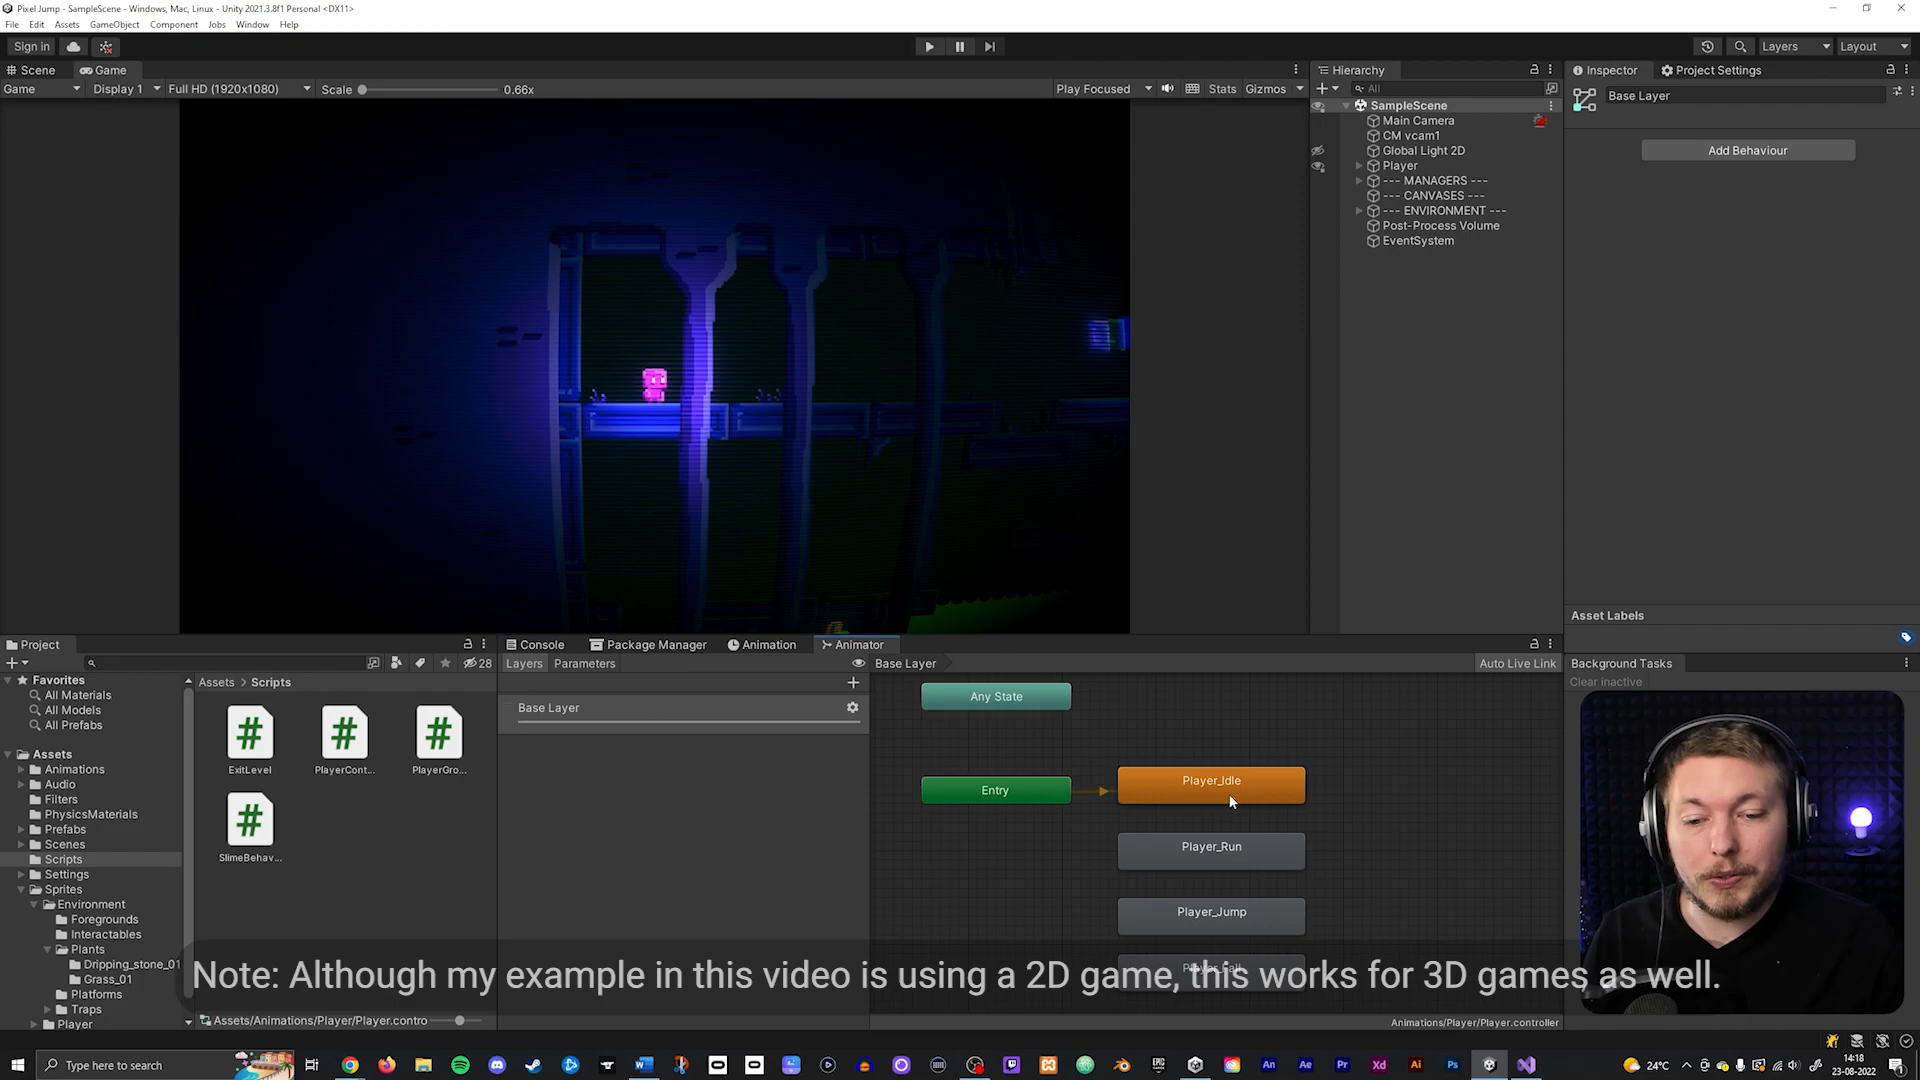 Pixel Jump - SampleScene - Windows, Mac, Linux - Unity 2021.3.8f1 Personal <DX11>
File Edit Assets GameObject Component Jobs Window Help
Sign in
Layers Layout
Scene Game
Game Display 1 Full HD (1920x1080) Scale 0.66x Play Focused Stats Gizmos
Hierarchy
All
SampleScene
Main Camera
CM vcam1
Global Light 2D
Player
--- MANAGERS ---
--- CANVASES ---
--- ENVIRONMENT ---
Post-Process Volume
EventSystem
Inspector Project Settings
Base Layer
Add Behaviour
Asset Labels
Background Tasks
Clear inactive
Project
28
Favorites
All Materials
All Models
All Prefabs
Assets
Animations
Audio
Filters
PhysicsMaterials
Prefabs
Scenes
Scripts
Settings
Sprites
Environment
Foregrounds
Interactables
Plants
Dripping_stone_01
Grass_01
Platforms
Traps
Player
Assets Scripts
ExitLevel
PlayerCont...
PlayerGro...
SlimeBehav...
Assets/Animations/Player/Player.contro
Console Package Manager Animation Animator
Layers Parameters
Base Layer
Auto Live Link
Base Layer
Any State
Entry
Player_Idle
Player_Run
Player_Jump
Player_Fall
Animations/Player/Player.controller
Note: Although my example in this video is using a 2D game, this works for 3D games as well.
Type here to search
An Ae Pr Xd Ai Ps
24°C
14:18
23-08-2022